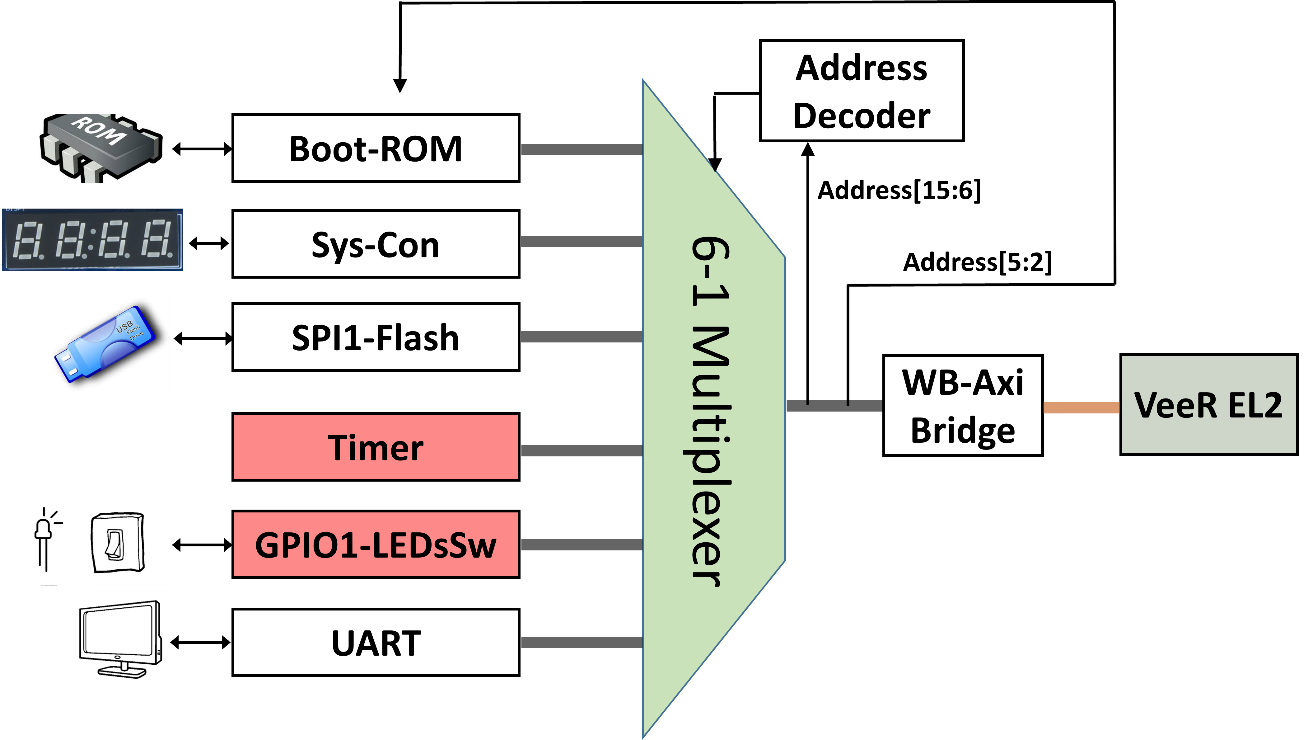 Address
Decoder
ROM
Boot-ROM
Address[15:6]
Sys-Con
6-1 Multiplexer
Address[5:2]
USB
SPI1-Flash
WB-Axi
Bridge
VeeR EL2
Timer
GPIO1-LEDsSw
UART